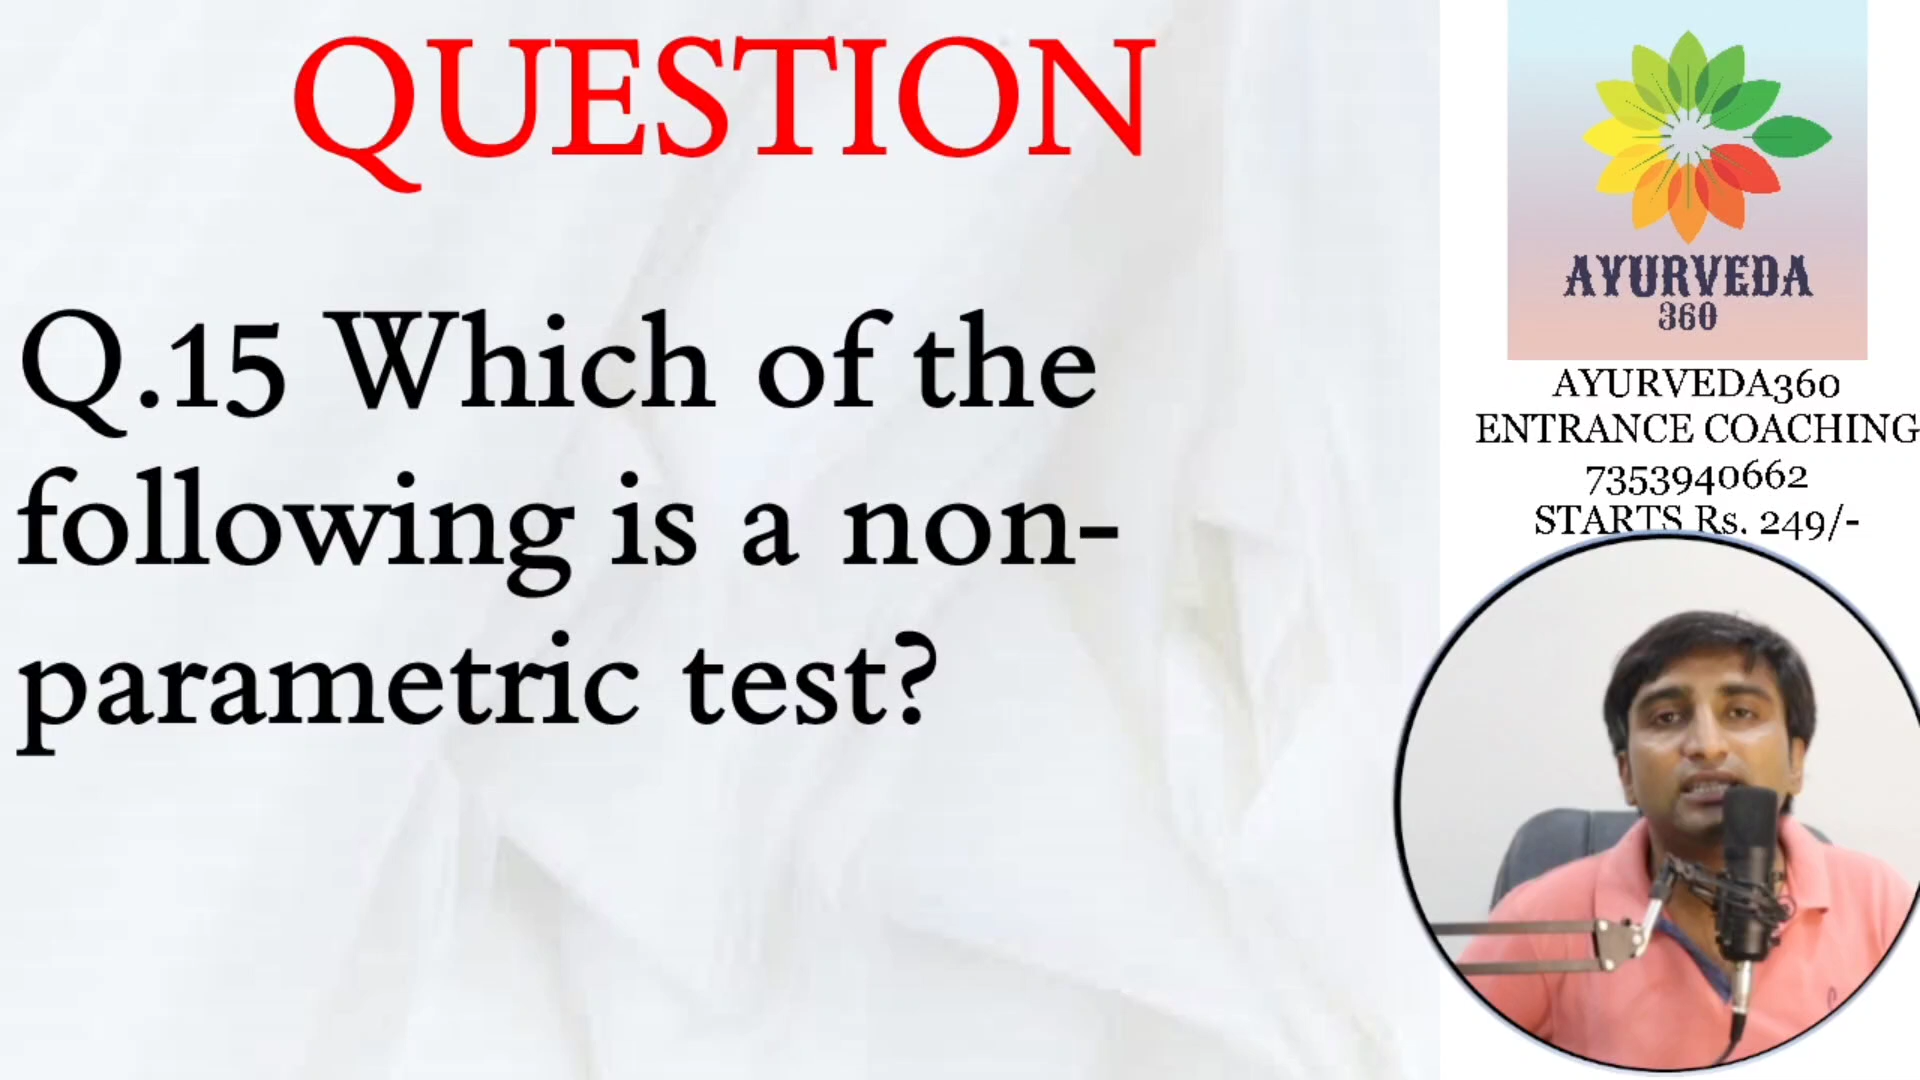 QUESTION
Q.15 Which of the
following is a non-
parametric test?
AYURVEDA
360
AYURVEDA360
ENTRANCE COACHING
7353940662
STARTS Rs. 249/-